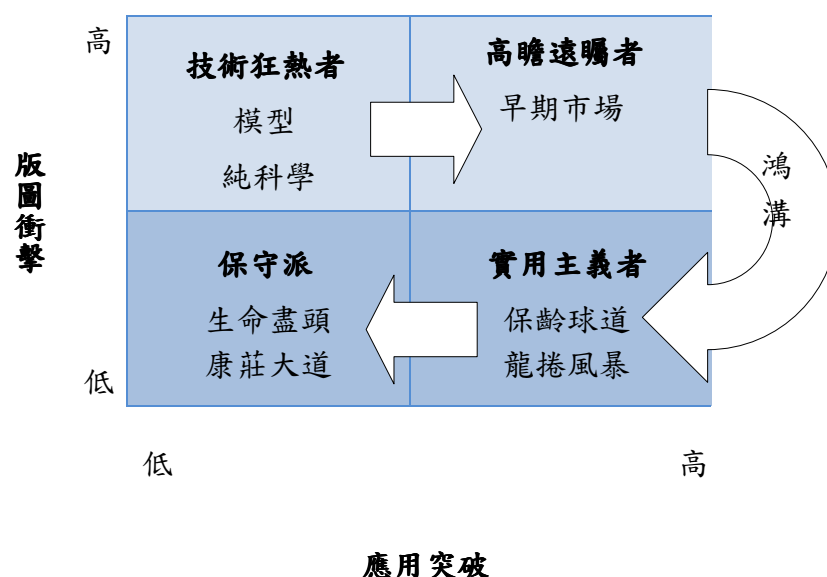 高
技術狂熱者
模型
純科學
高瞻遠矚者
早期市場
鴻
溝
版
圖
衝
擊
保守派
生命盡頭
康莊大道
實用主義者
保齡球道
龍捲風暴
低
低
高
應用突破